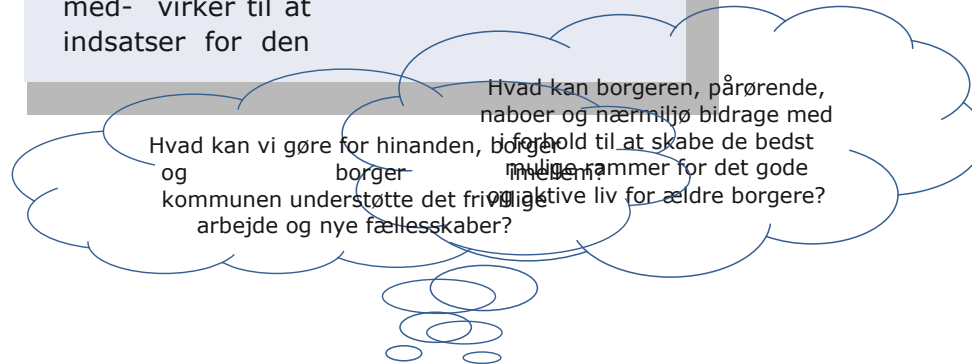 med- virker til at
indsatser for den
Hvad kan vi gøre for hinanden, borger
og borger imellem?
kommunen understøtte det frivillige
arbejde og nye fællesskaber?
Hvad kan borgeren, pårørende,
naboer og nærmiljø bidrage med
i forhold til at skabe de bedst
mulige rammer for det gode
og aktive liv for ældre borgere?